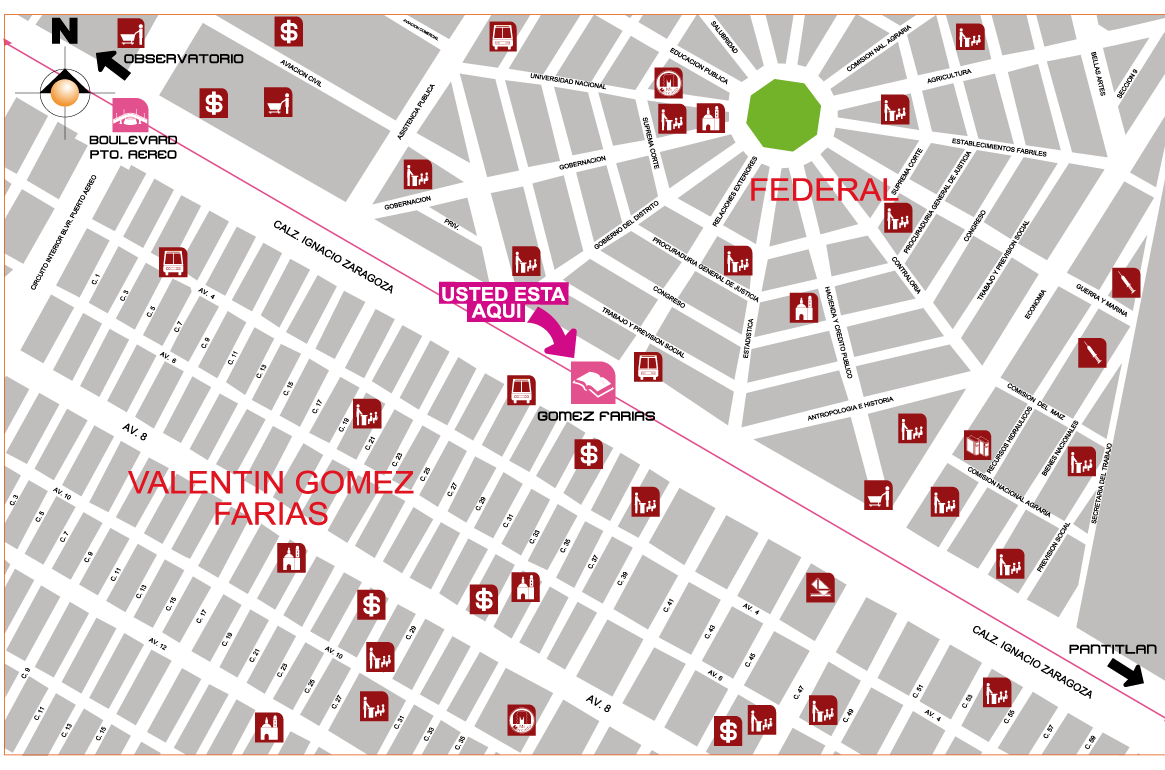 N
OBSERVATORIO
BOULEVARD
PTO. AEREO
AVIACION CIVIL
AVIACION COMERCIAL
ASISTENCIA PUBLICA
UNIVERSIDAD NACIONAL
EDUCACION PUBLICA
SALUBRIDAD
COMISION NAL. AGRARIA
AGRICULTURA
BELLAS ARTES
SECCION 9
SUPREMA CORTE
GOBERNACION
GOBERNACION
PRIV.
ESTABLECIMIENTOS FABRILES
FEDERAL
RELACIONES EXTERIORES
GOBIERNO DEL DISTRITO
SUPREMA CORTE
PROCURADURIA GENERAL DE JUSTICIA
CONGRESO
TRABAJO Y PREVISION SOCIAL
PROCURADURIA GENERAL DE JUSTICIA
CONGRESO
TRABAJO Y PREVISION SOCIAL
ESTADISTICA
HACIENDA Y CREDITO PUBLICO
CONTRALORIA
ECONOMIA
GUERRA Y MARINA
ANTROPOLOGIA E HISTORIA
COMISION DEL MAIZ
RECURSOS HIDRAULICOS
BIENES NACIONALES
COMISION NACIONAL AGRARIA
SECRETARIA DEL TRABAJO
PREVISION SOCIAL
CIRCUITO INTERIOR BLVR. PUERTO AEREO
CALZ. IGNACIO ZARAGOZA
USTED ESTA
AQUI
GOMEZ FARIAS
VALENTIN GOMEZ
FARIAS
C. 1
C. 3
C. 5
C. 7
C. 9
C. 11
C. 13
C. 15
C. 17
C. 19
C. 21
C. 23
C. 25
C. 27
C. 29
C. 31
C. 33
C. 35
C. 37
C. 39
C. 41
C. 43
C. 45
C. 47
C. 49
C. 51
C. 53
C. 55
C. 57
C. 59
AV. 4
AV. 6
AV. 8
AV. 10
AV. 12
C. 3
C. 5
C. 7
C. 9
C. 11
C. 13
C. 15
C. 17
C. 19
C. 21
C. 23
C. 25
C. 27
C. 29
C. 31
C. 33
C. 35
C. 9
C. 11
C. 13
C. 15
AV. 10
AV. 8
AV. 6
AV. 4
AV. 4
CALZ. IGNACIO ZARAGOZA
PANTITLAN